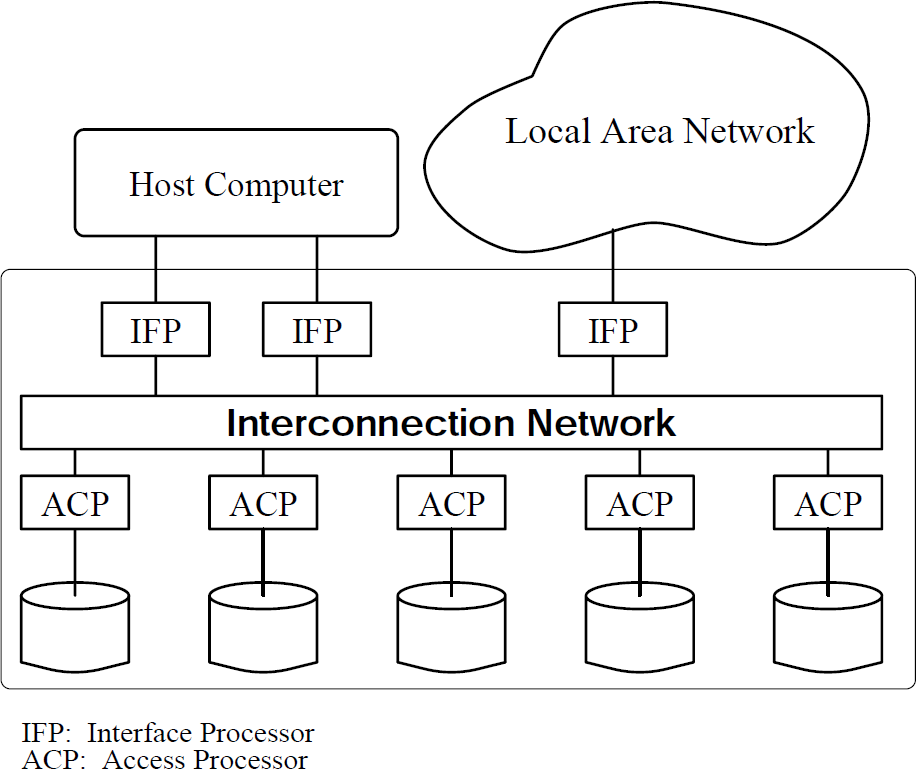 Local Area Network
Host Computer
IFP
IFP
IFP
Interconnection Network
ACP
ACP
ACP
ACP
ACP
IFP: Interface Processor
ACP: Access Processor